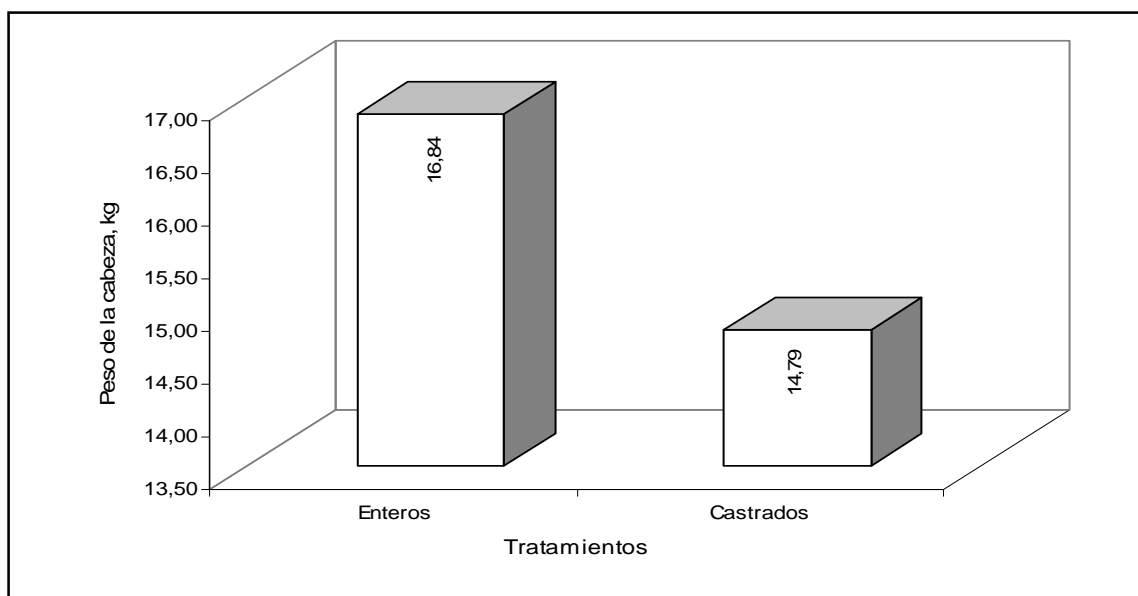 Peso de la cabeza, kg
17,00
16,50
16,00
15,50
15,00
14,50
14,00
13,50
16,84
14,79
Enteros
Castrados
Tratamientos